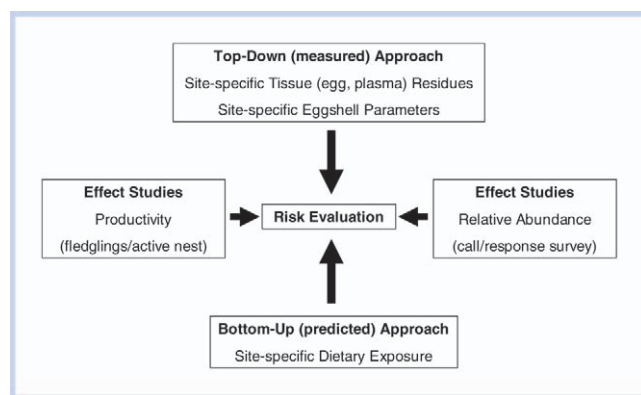 Top-Down (measured) Approach
Site-specific Tissue (egg, plasma) Residues
Site-specific Eggshell Parameters
Effect Studies
Productivity
(fledglings/active nest)
Risk Evaluation
Effect Studies
Relative Abundance
(call/response survey)
Bottom-Up (predicted) Approach
Site-specific Dietary Exposure